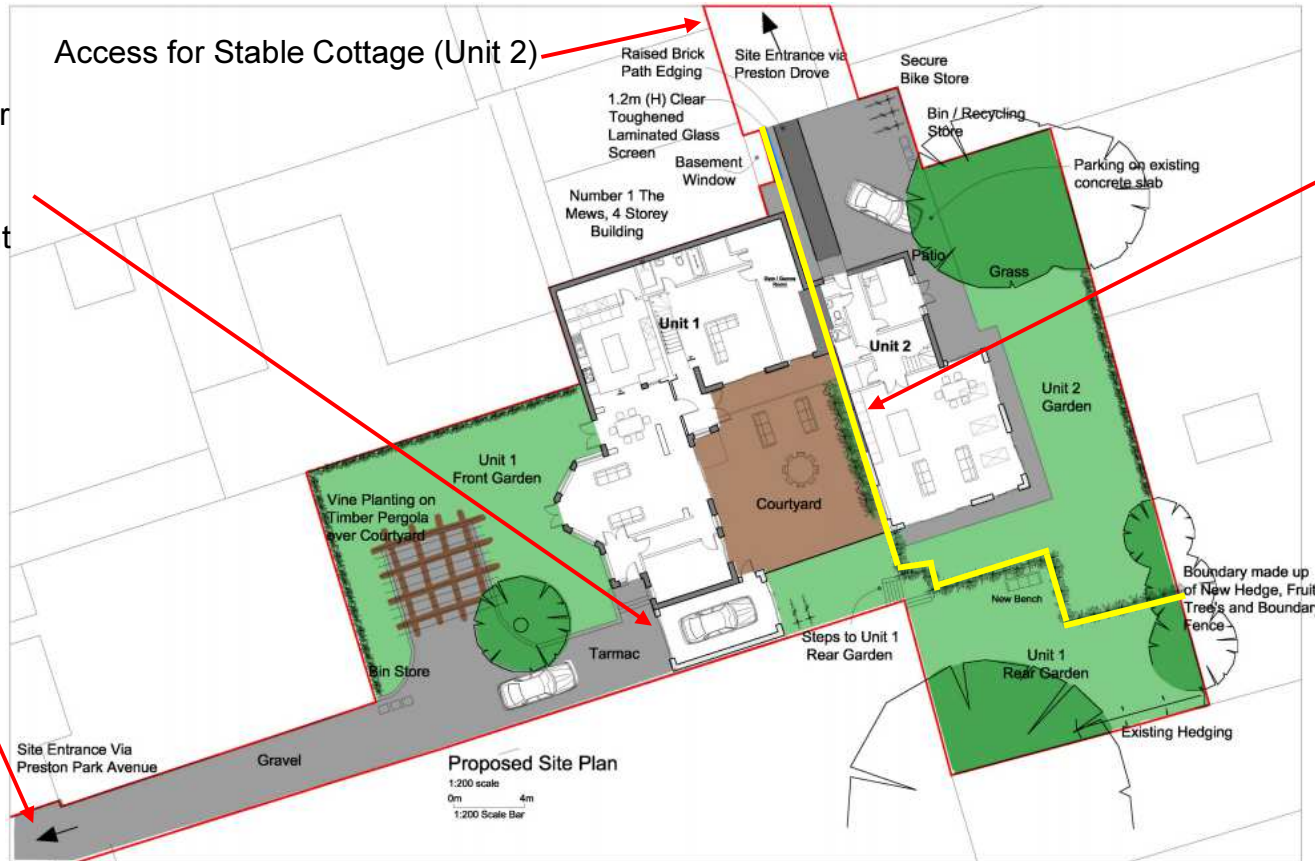 Access for Stable Cottage (Unit 2)
r
t
Raised Brick
Path Edging
Site Entrance via
Preston Drove
Secure
Bike Store
1.2m (H) Clear
Toughened
Laminated Glass
Screen
Bin / Recycling
Store
Basement
Window
Parking on existing
concrete slab
Number 1 The
Mews, 4 Storey
Building
Patio
Grass
Unit 1
Unit 2
Unit 2
Garden
Unit 1
Front Garden
Vine Planting on
Timber Pergola
over Courtyard
Courtyard
New Bench
Boundary made up
of New Hedge, Fruit
Tree's and Boundar
Fence
Steps to Unit 1
Rear Garden
Tarmac
Bin Store
Unit 1
Rear Garden
Existing Hedging
Site Entrance Via
Preston Park Avenue
Gravel
Proposed Site Plan
1:200 scale
0m 4m
1:200 Scale Bar